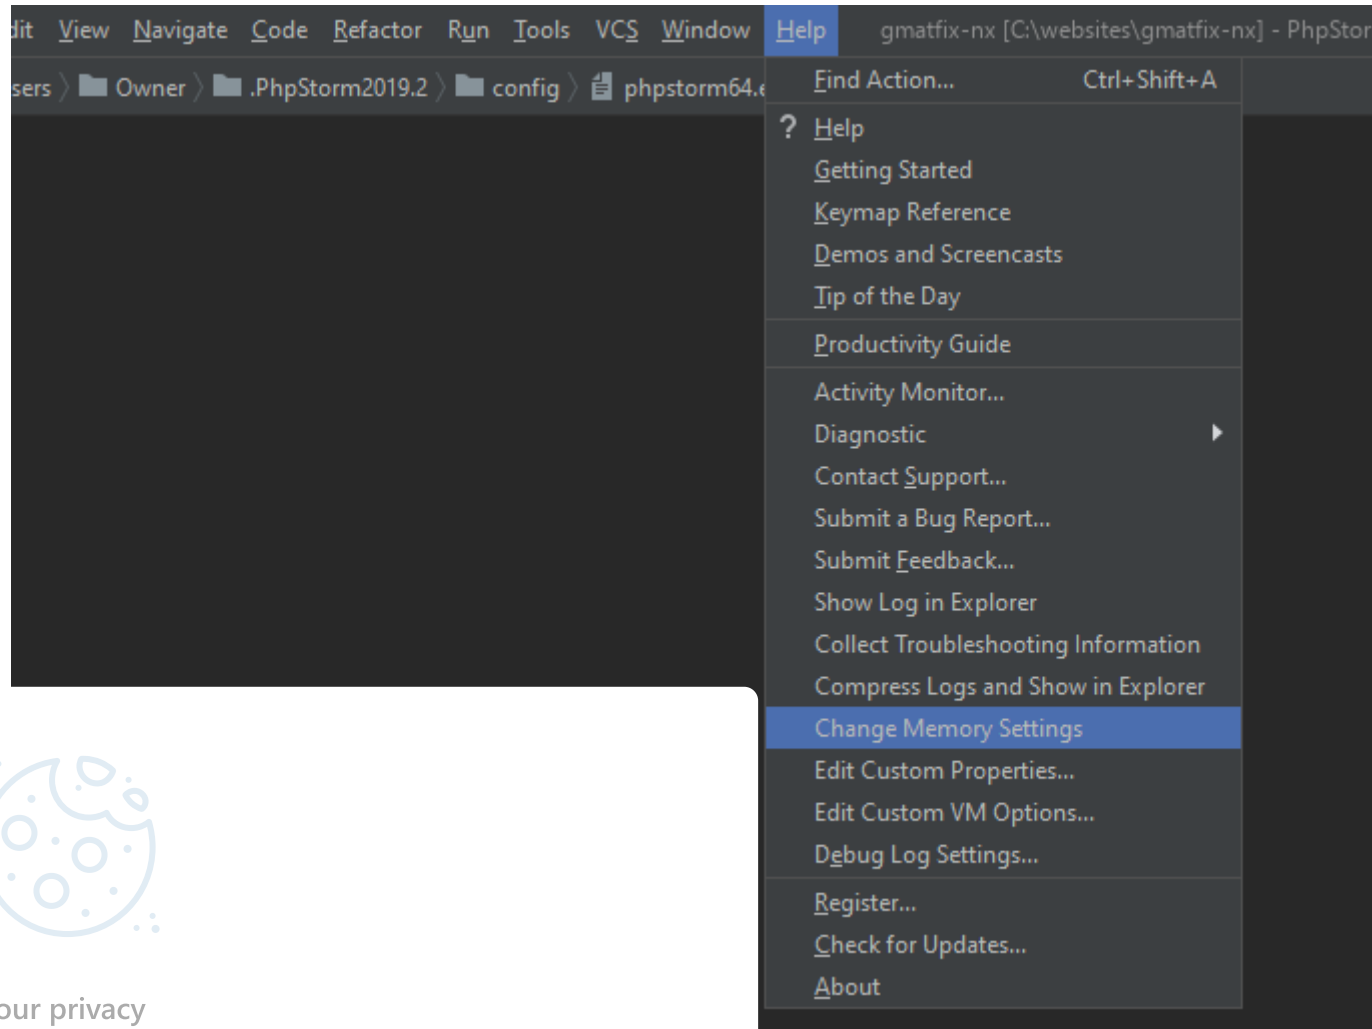 dit View Navigate Code Refactor Run Tools VCS Window Help gmatfix-nx [C:\websites\gmatfix-nx] - PhpStor
sers Owner .PhpStorm2019.2 config phpstorm64.e
Find Action... Ctrl+Shift+A
? Help
Getting Started
Keymap Reference
Demos and Screencasts
Tip of the Day
Productivity Guide
Activity Monitor...
Diagnostic
Contact Support...
Submit a Bug Report...
Submit Feedback...
Show Log in Explorer
Collect Troubleshooting Information
Compress Logs and Show in Explorer
Change Memory Settings
Edit Custom Properties...
Edit Custom VM Options...
Debug Log Settings...
Register...
Check for Updates...
About
our privacy